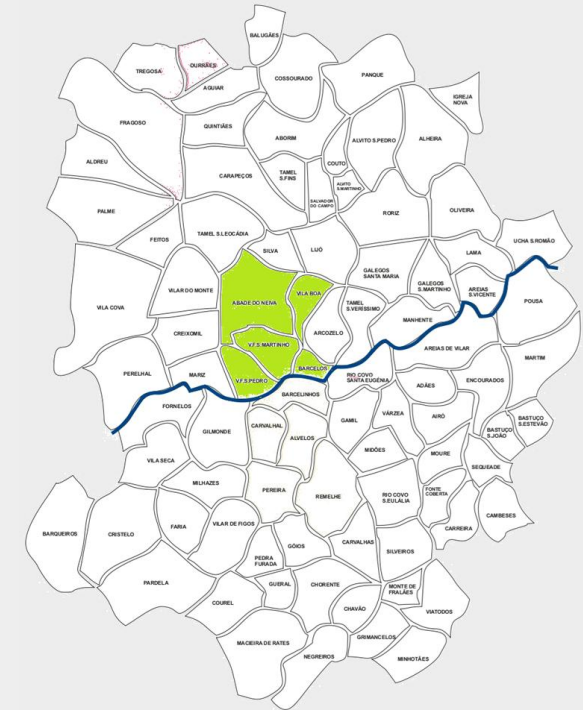 BALUGÃES
OURRÃES
TREGOSA
COSSOURADO
PANQUE
AGUIAR
IGREJA
NOVA
FRAGOSO
QUINTIÃES
ABORIM
ALVITO S.PEDRO
ALHEIRA
ALDREU
COUTO
CARAPEÇOS
TAMEL
S.FINS
ALVITO
S.MARTINHO
SALVADOR
DO CAMPO
PALME
RORIZ
OLIVEIRA
TAMEL S.LEOCÁDIA
FEITOS
UCHA S.ROMÃO
SILVA
LIJÓ
LAMA
GALEGOS
SANTA MARIA
VILAR DO MONTE
GALEGOS
S.MARTINHO
AREIAS
S.VICENTE
VILA BOA
ABADE DO NEIVA
POUSA
VILA COVA
TAMEL
S.VERISSIMO
MANHENTE
CREIXOMIL
ARCOZELO
V.F.S.MARTINHO
AREIAS DE VILAR
MARTIM
BARCELOS
PERELHAL
MARIZ
V.F.S.PEDRO
RIO COVO
SANTA EUGÉNIA
ADÃES
ENCOURADOS
BARCELINHOS
FORNELOS
VÁRZEA
AIRÓ
BASTUÇO
S.ESTEVÃO
GAMIL
CARVALHAL
BASTUÇO
S.JOÃO
GILMONDE
ALVELOS
MIDÕES
MOURE
VILA SECA
SEQUEADE
MILHAZES
PEREIRA
REMELHE
RIO COVO
S.EULALIA
FONTE
COBERTA
CAMBESES
VILAR DE FIGOS
FARIA
CARREIRA
BARQUEIROS
CRISTELO
GÓIOS
CARVALHAS
SILVEIROS
PEDRA
FURADA
PARDELA
GUERAL
CHORENTE
MONTE DE
FRALÃES
COUREL
CHAVÃO
VIATODOS
GRIMANCELOS
MACIEIRA DE RATES
NEGREIROS
MINHOTÃES